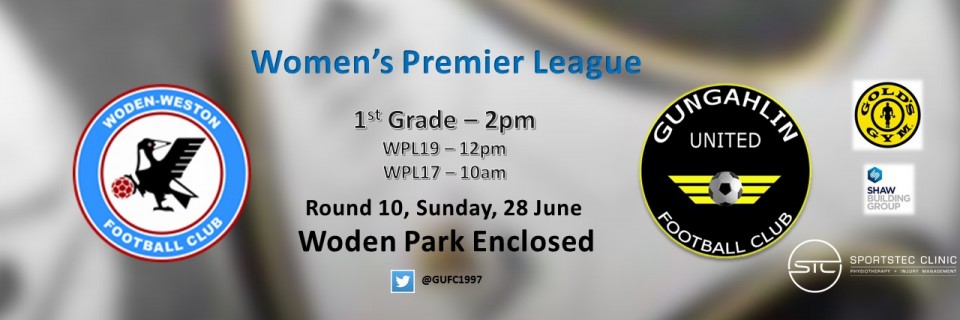 Women's Premier League
WODEN-WESTON
FOOTBALL CLUB
1st Grade – 2pm
WPL19 – 12pm
WPL17 – 10am
Round 10, Sunday, 28 June
Woden Park Enclosed
@GUFC1997
GUNGAHLIN
UNITED
FOOTBALL CLUB
GOLD'S
GYM
SHAW
BUILDING
GROUP
STC
SPORTSTEC CLINIC
PHYSIOTHERAPY • INJURY MANAGEMENT